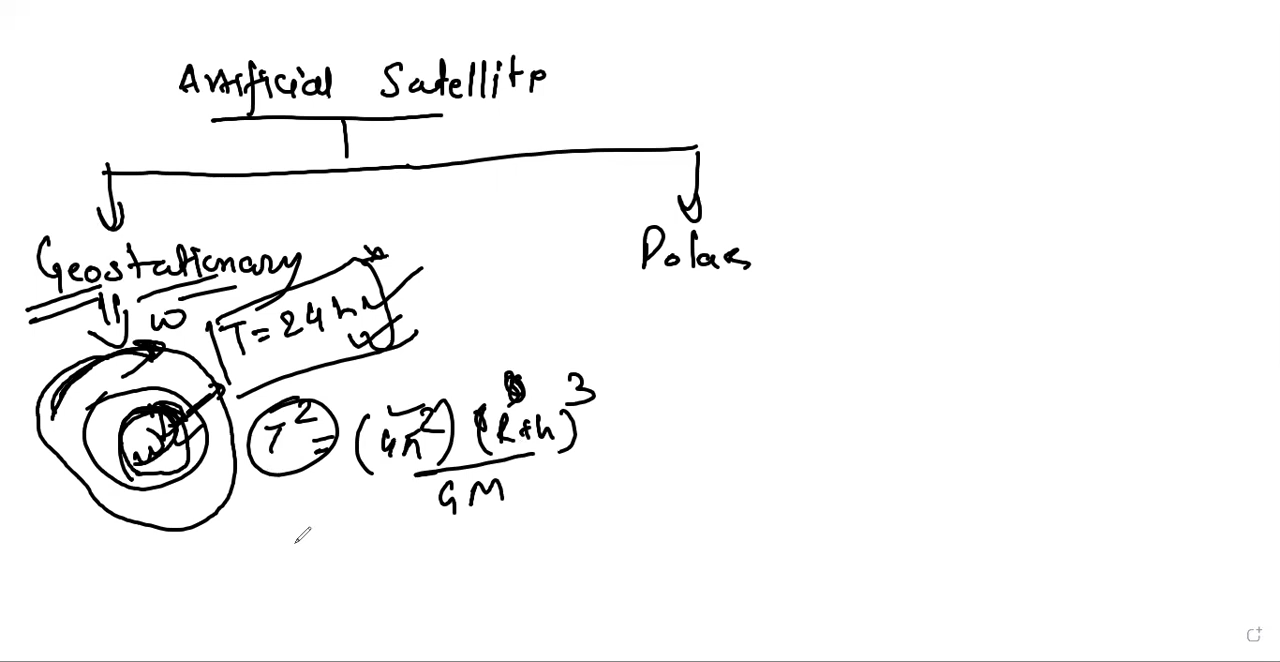 Artificial Satellite
Geostationary Polar
ω T = 24 hr
T² = (4π²) (R+h)³
GM